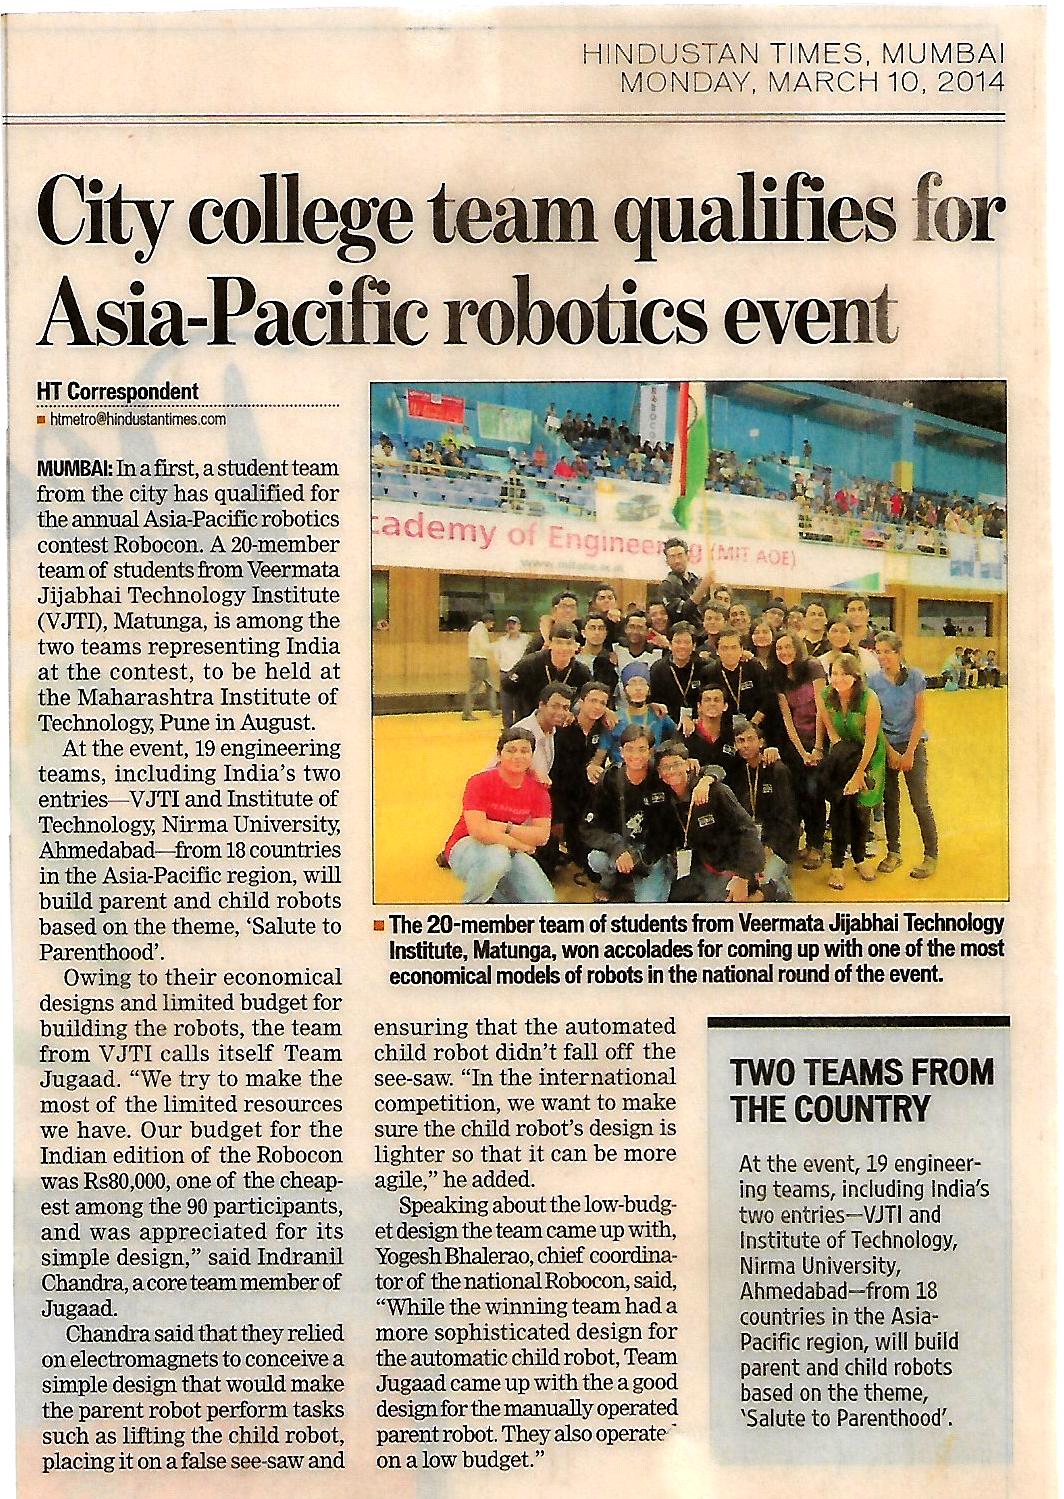 HINDUSTAN TIMES, MUMBAI
MONDAY, MARCH 10, 2014
City college team qualifies for
Asia-Pacific robotics event
HT Correspondent
htmetro@hindustantimes.com
MUMBAI: In a first, a student team
from the city has qualified for
the annual Asia-Pacific robotics
contest Robocon. A 20-member
team of students from Veermata
Jijabhai Technology Institute
(VJTI), Matunga, is among the
two teams representing India
at the contest, to be held at
the Maharashtra Institute of
Technology, Pune in August.
At the event, 19 engineering
teams, including India's two
entries—VJTI and Institute of
Technology, Nirma University,
Ahmedabad—from 18 countries
in the Asia-Pacific region, will
build parent and child robots
based on the theme, 'Salute to
Parenthood'.
Owing to their economical
designs and limited budget for
building the robots, the team
from VJTI calls itself Team
Jugaad. “We try to make the
most of the limited resources
we have. Our budget for the
Indian edition of the Robocon
was Rs80,000, one of the cheap-
est among the 90 participants,
and was appreciated for its
simple design,” said Indranil
Chandra, a core team member of
Jugaad.
Chandra said that they relied
on electromagnets to conceive a
simple design that would make
the parent robot perform tasks
such as lifting the child robot,
placing it on a false see-saw and
cademy of Engineering (MIT AOE)
The 20-member team of students from Veermata Jijabhai Technology
Institute, Matunga, won accolades for coming up with one of the most
economical models of robots in the national round of the event.
ensuring that the automated
child robot didn't fall off the
see-saw. “In the international
competition, we want to make
sure the child robot's design is
lighter so that it can be more
agile,” he added.
Speaking about the low-budg-
et design the team came up with,
Yogesh Bhalerao, chief coordina-
tor of the national Robocon, said,
“While the winning team had a
more sophisticated design for
the automatic child robot, Team
Jugaad came up with the a good
design for the manually operated
parent robot. They also operate
on a low budget.”
TWO TEAMS FROM
THE COUNTRY
At the event, 19 engineer-
ing teams, including India's
two entries—VJTI and
Institute of Technology,
Nirma University,
Ahmedabad—from 18
countries in the Asia-
Pacific region, will build
parent and child robots
based on the theme,
'Salute to Parenthood'.